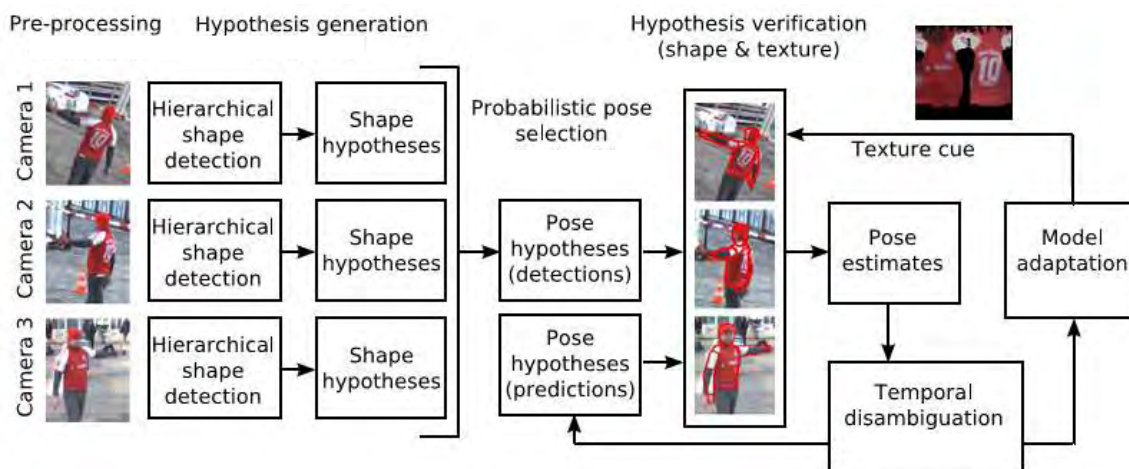 Pre-processing
Hypothesis generation
Hypothesis verification
(shape & texture)
Camera 1
Hierarchical
shape
detection
Shape
hypotheses
Probabilistic pose
selection
10
10
Texture cue
Camera 2
Hierarchical
shape
detection
Shape
hypotheses
Pose
hypotheses
(detections)
Pose
estimates
Model
adaptation
Camera 3
Hierarchical
shape
detection
Shape
hypotheses
Pose
hypotheses
(predictions)
Temporal
disambiguation